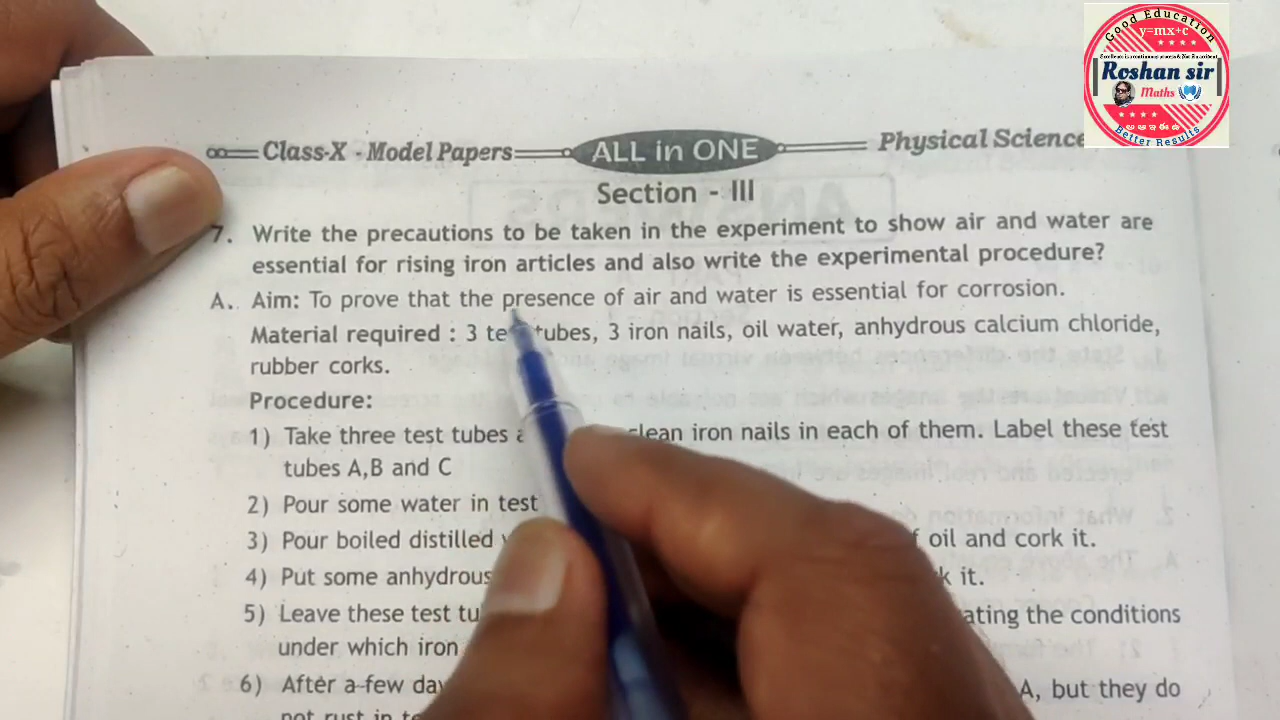 Good Education
y=mx+c
Roshan sir
Maths
Better Results
Class-X - Model Papers ALL in ONE Physical Science
Section - III
7. Write the precautions to be taken in the experiment to show air and water are
essential for rising iron articles and also write the experimental procedure?
A. Aim: To prove that the presence of air and water is essential for corrosion.
Material required : 3 te tubes, 3 iron nails, oil water, anhydrous calcium chloride,
rubber corks.
Procedure:
1) Take three test tubes clean iron nails in each of them. Label these test
tubes A,B and C
2) Pour some water in test
3) Pour boiled distilled oil and cork it.
4) Put some anhydrous it.
5) Leave these test tu ating the conditions
under which iron
6) After a few day A, but they do
not rust in